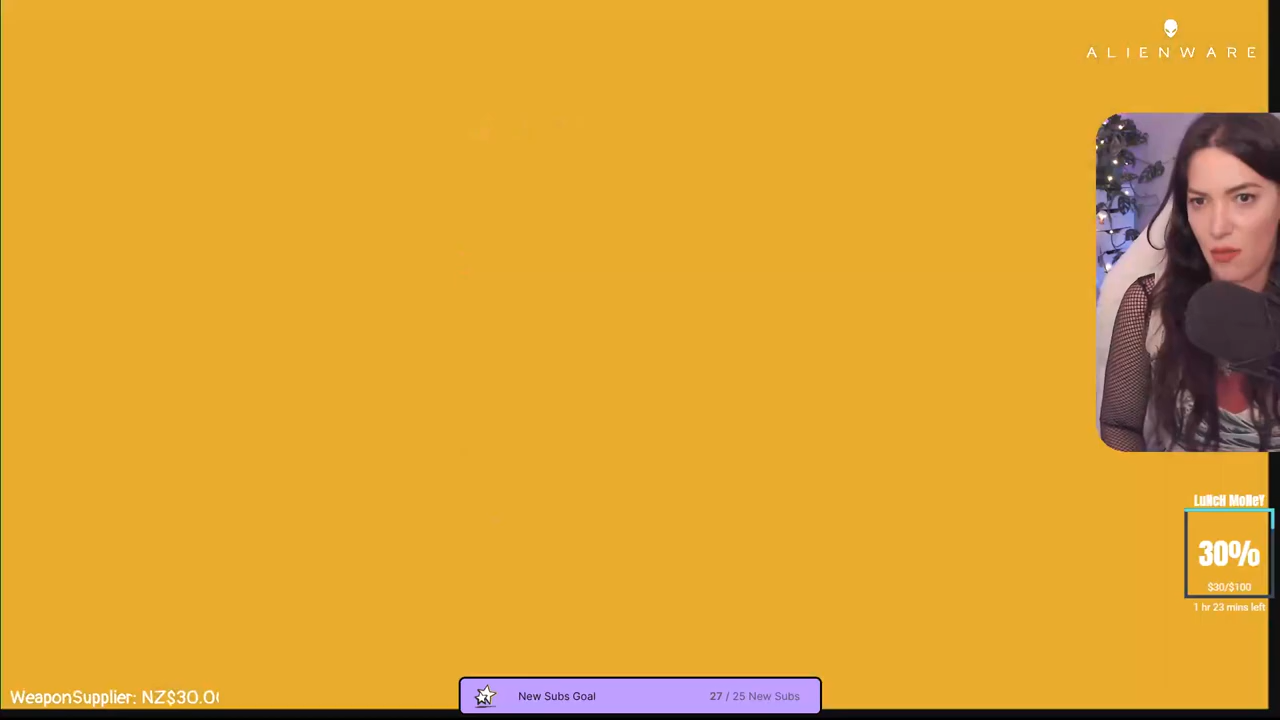 ALIENWARE
LuNcH MoNeY
30%
$30/$100
1 hr 23 mins left
WeaponSupplier: NZ$30.0
New Subs Goal
27 / 25 New Subs